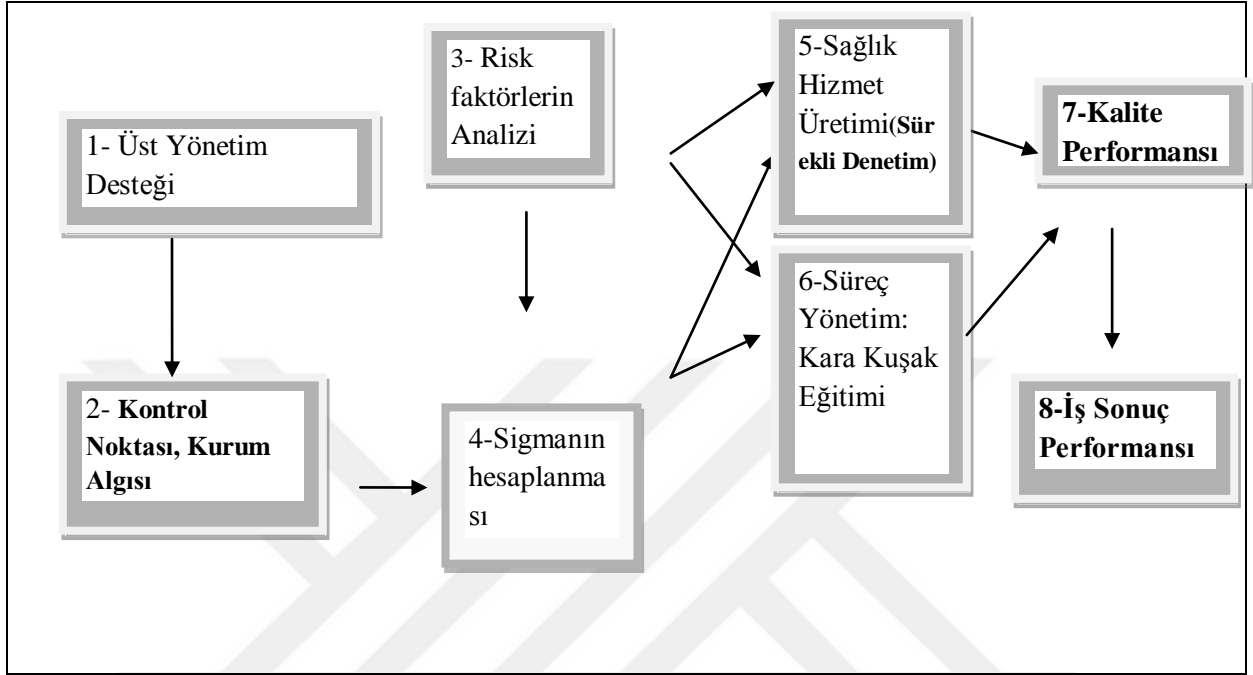 1- Üst Yönetim
Desteği
2- Kontrol
Noktası, Kurum
Algısı
3- Risk
faktörlerin
Analizi
4-Sigmanın
hesaplanma
sı
5-Sağlık
Hizmet
Üretimi(Sür
ekli Denetim)
6-Süreç
Yönetim:
Kara Kuşak
Eğitimi
7-Kalite
Performansı
8-İş Sonuç
Performansı